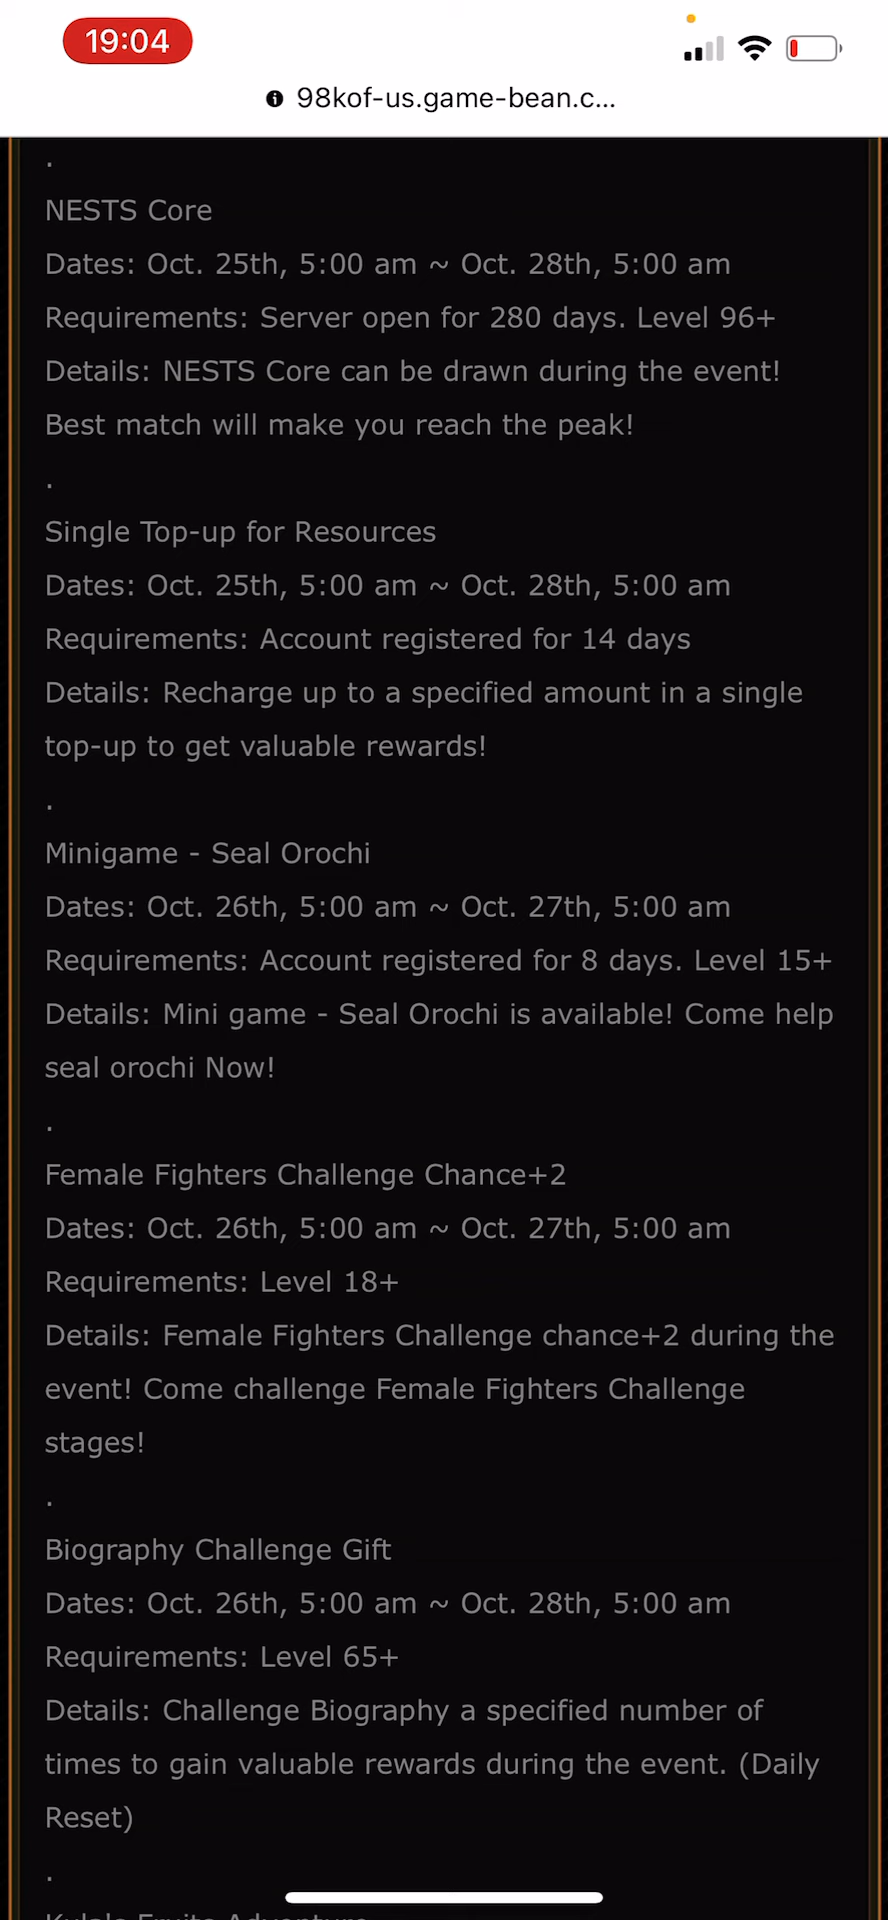 19:04
98kof-us.game-bean.c...
.
NESTS Core
Dates: Oct. 25th, 5:00 am ~ Oct. 28th, 5:00 am
Requirements: Server open for 280 days. Level 96+
Details: NESTS Core can be drawn during the event!
Best match will make you reach the peak!
.
Single Top-up for Resources
Dates: Oct. 25th, 5:00 am ~ Oct. 28th, 5:00 am
Requirements: Account registered for 14 days
Details: Recharge up to a specified amount in a single
top-up to get valuable rewards!
.
Minigame - Seal Orochi
Dates: Oct. 26th, 5:00 am ~ Oct. 27th, 5:00 am
Requirements: Account registered for 8 days. Level 15+
Details: Mini game - Seal Orochi is available! Come help
seal orochi Now!
.
Female Fighters Challenge Chance+2
Dates: Oct. 26th, 5:00 am ~ Oct. 27th, 5:00 am
Requirements: Level 18+
Details: Female Fighters Challenge chance+2 during the
event! Come challenge Female Fighters Challenge
stages!
.
Biography Challenge Gift
Dates: Oct. 26th, 5:00 am ~ Oct. 28th, 5:00 am
Requirements: Level 65+
Details: Challenge Biography a specified number of
times to gain valuable rewards during the event. (Daily
Reset)
.
Kula's Fruits Adventure